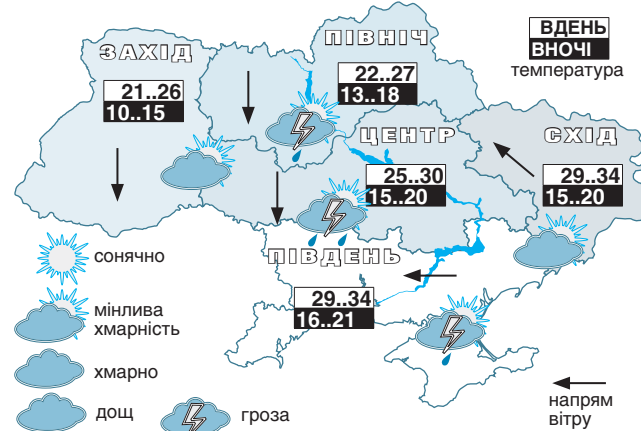 ЗАХІД
21..26
10..15
ПІВНІЧ
22..27
13..18
ВДЕНЬ
ВНОЧІ
температура
ЦЕНТР
25..30
15..20
СХІД
29..34
15..20
ПІВДЕНЬ
29..34
16..21
сонячно
мінлива
хмарність
хмарно
дощ
гроза
напрям
вітру